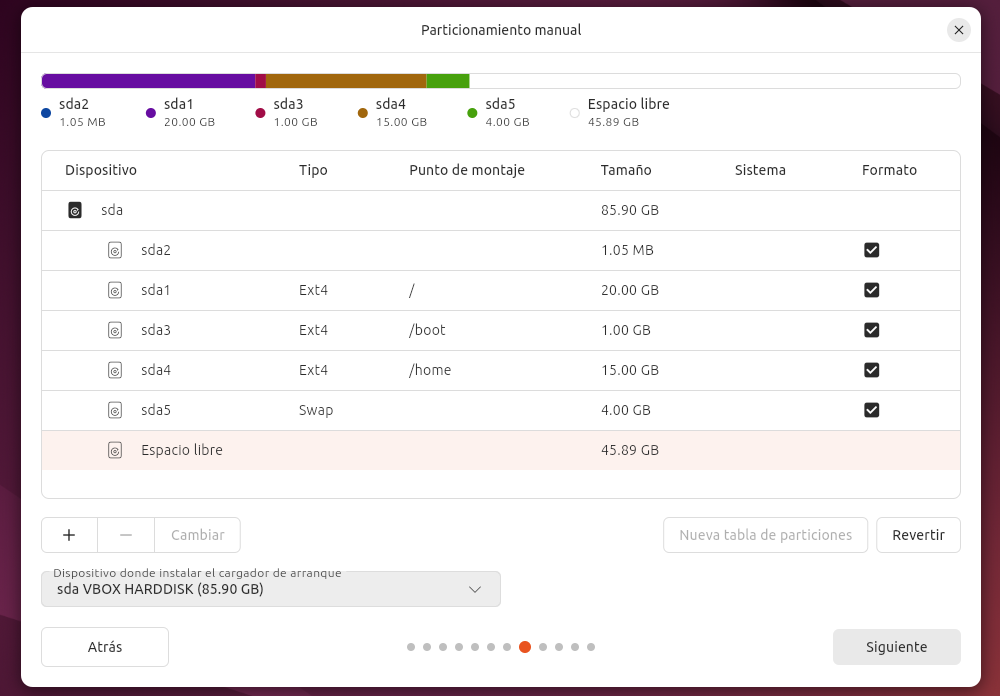 Particionamiento manual
sda2 sda1 sda3 sda4 sda5 Espacio libre
1.05 MB 20.00 GB 1.00 GB 15.00 GB 4.00 GB 45.89 GB
Dispositivo Tipo Punto de montaje Tamaño Sistema Formato
sda 85.90 GB
sda2 1.05 MB
sda1 Ext4 / 20.00 GB
sda3 Ext4 /boot 1.00 GB
sda4 Ext4 /home 15.00 GB
sda5 Swap 4.00 GB
Espacio libre 45.89 GB
+ − Cambiar Nueva tabla de particiones Revertir
Dispositivo donde instalar el cargador de arranque
sda VBOX HARDDISK (85.90 GB)
Atrás Siguiente